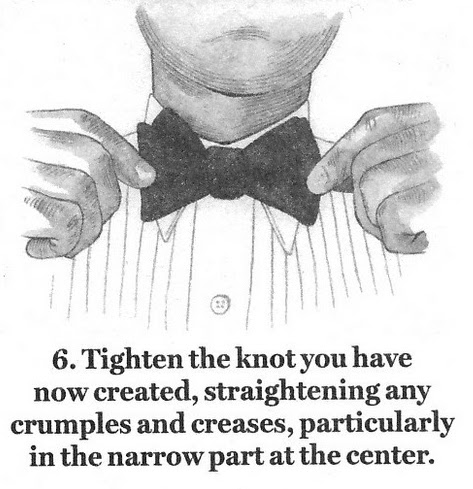 6. Tighten the knot you have
now created, straightening any
crumples and creases, particularly
in the narrow part at the center.